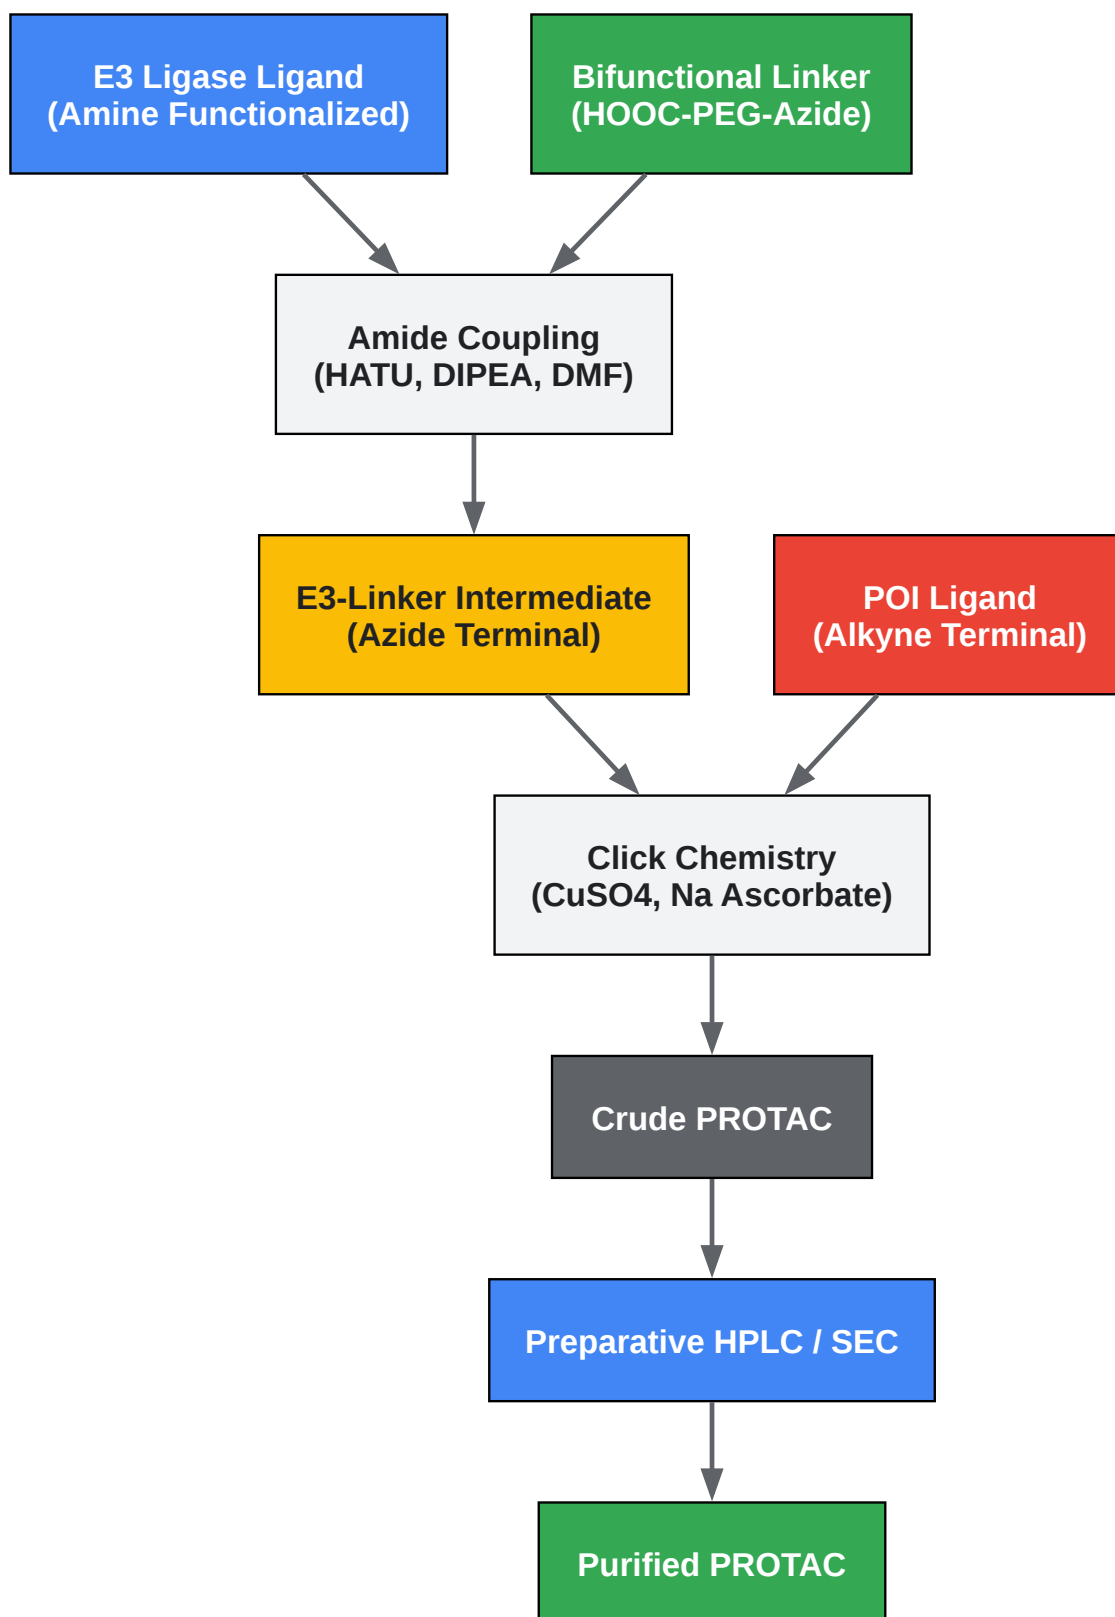 E3 Ligase Ligand
(Amine Functionalized)
Bifunctional Linker
(HOOC-PEG-Azide)
Amide Coupling
(HATU, DIPEA, DMF)
E3-Linker Intermediate
(Azide Terminal)
POI Ligand
(Alkyne Terminal)
Click Chemistry
(CuSO4, Na Ascorbate)
Crude PROTAC
Preparative HPLC / SEC
Purified PROTAC